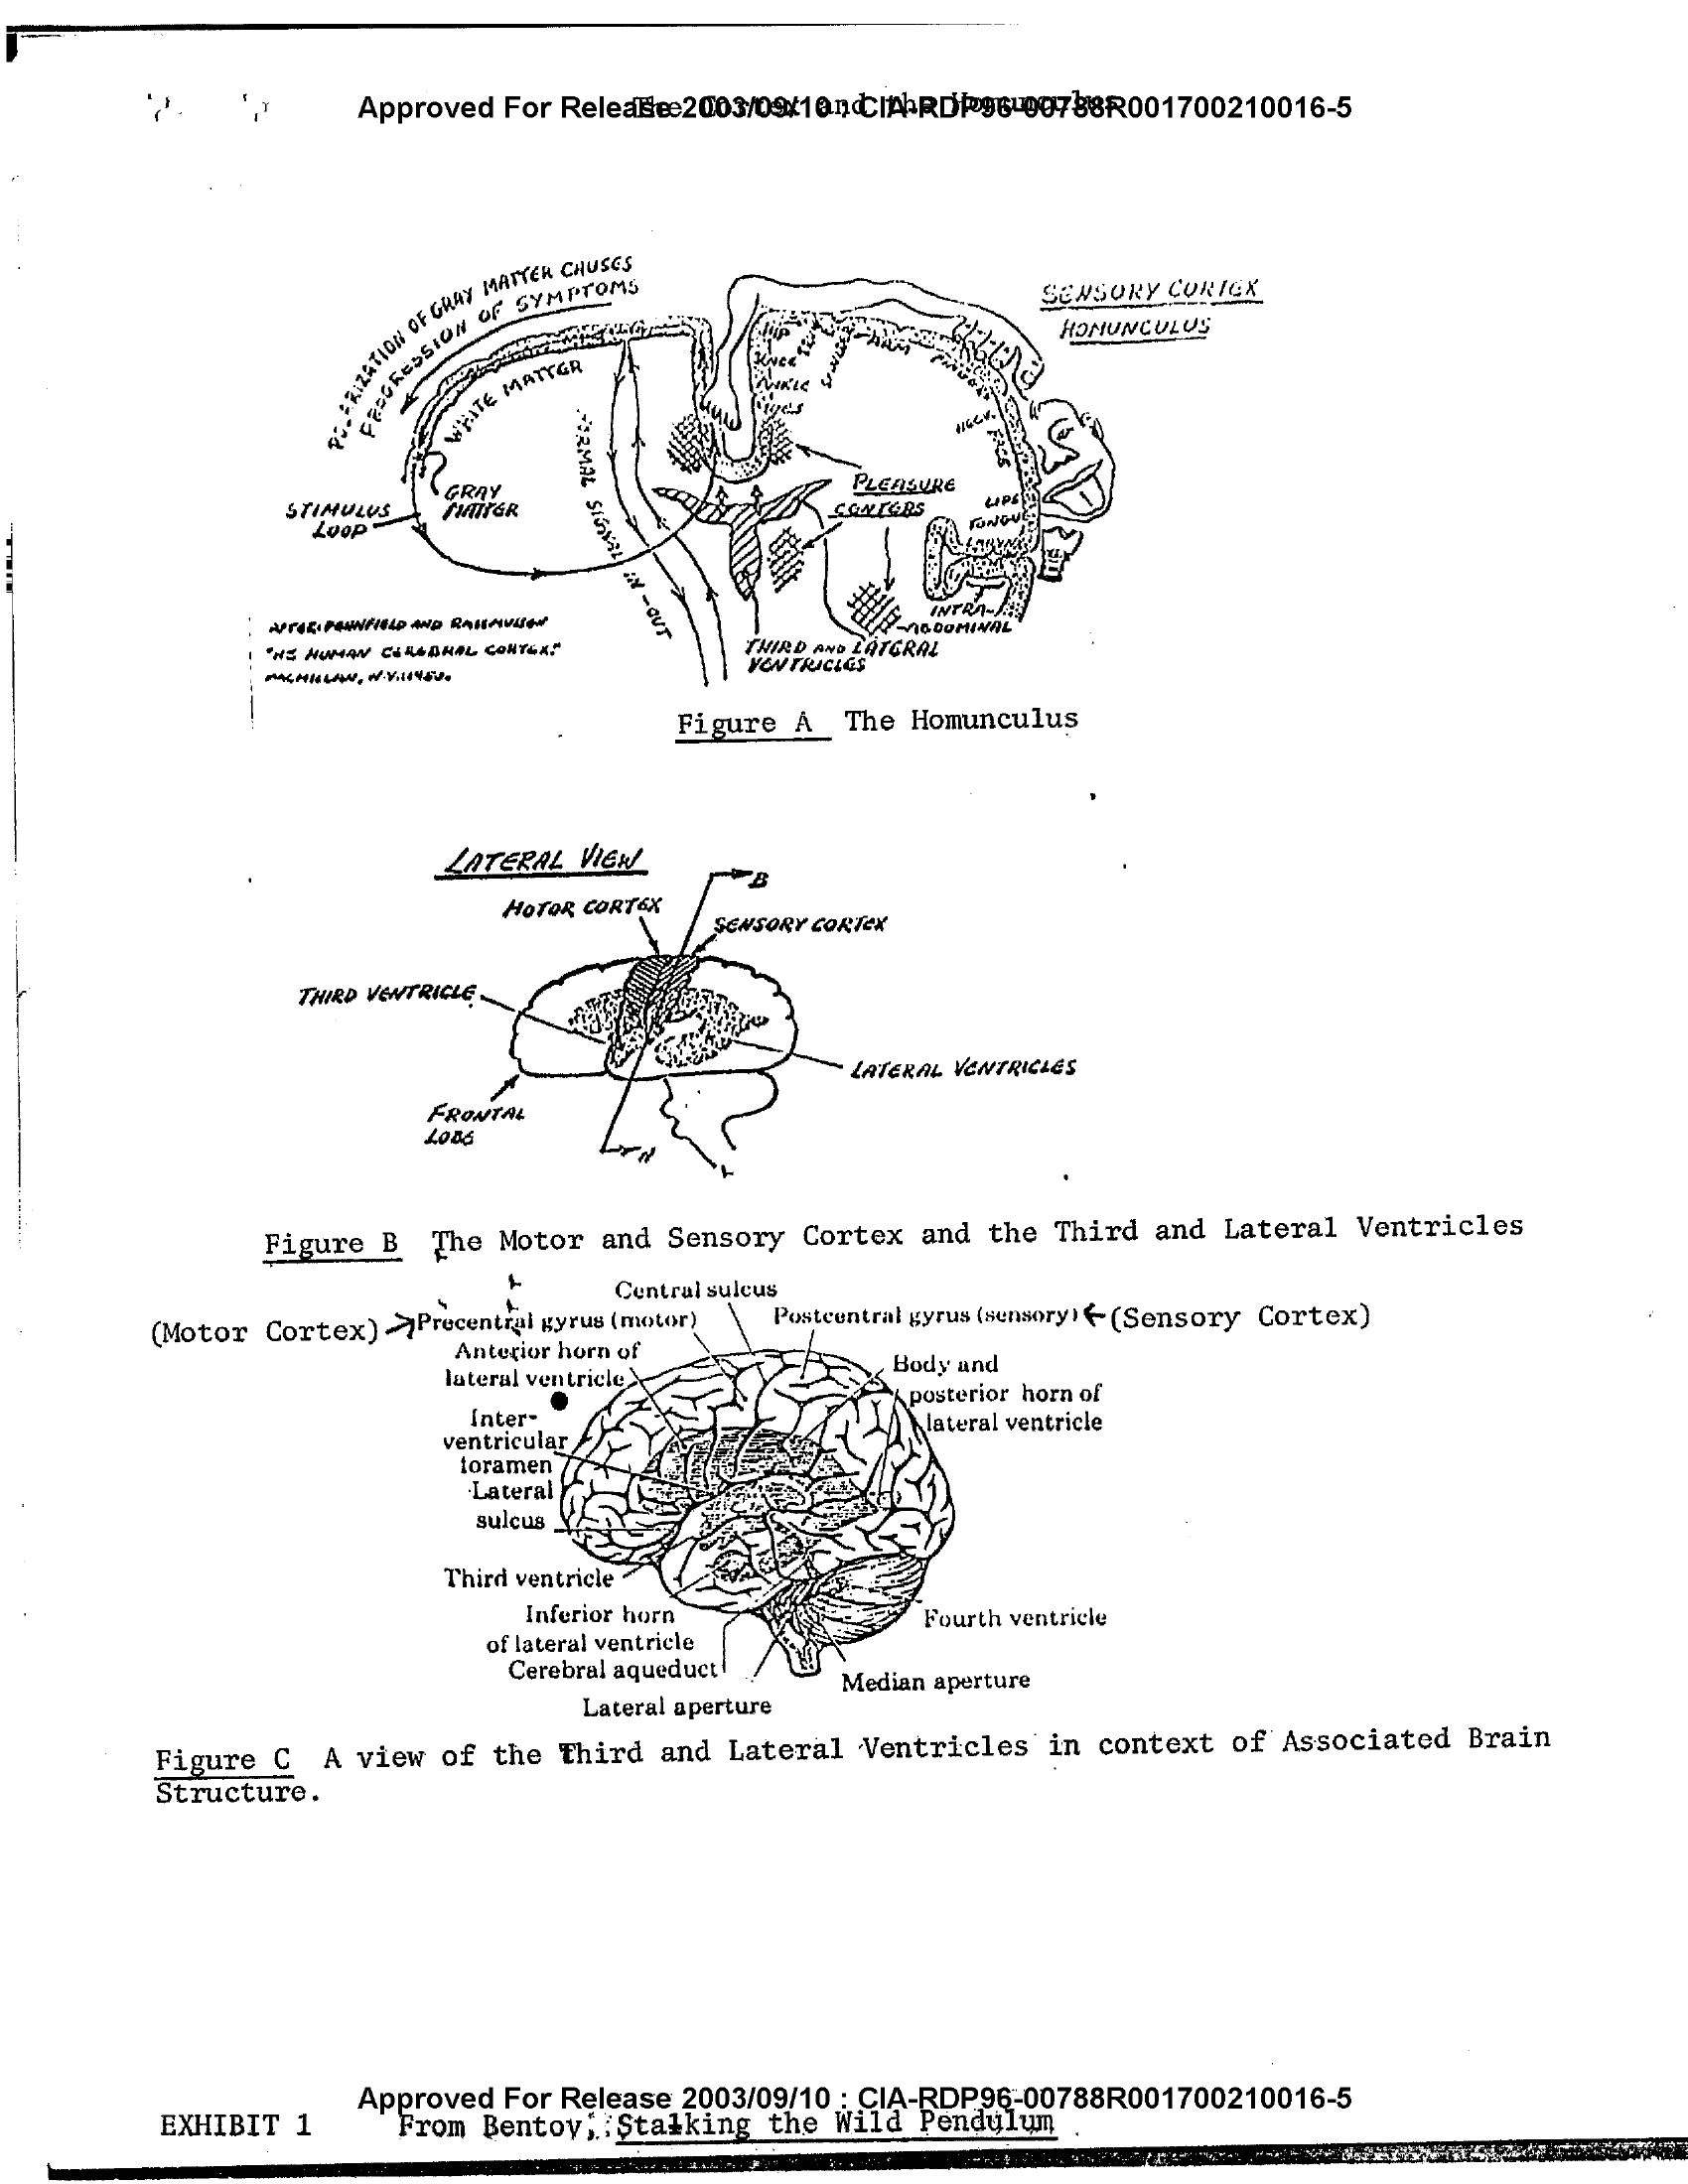 Approved For Release 2003/09/10 : CIA-RDP96-00788R001700210016-5
The Cortex and the Homunculus
POLARIZATION OF GRAY MATTER CAUSES
PROGRESSION OF SYMPTOMS
SENSORY CORTEX
HOMUNCULUS
WHITE MATTER
HIP
KNEE
ANKLE
ARM
FINGERS
FACE
NORMAL SIGNAL IN-OUT
GRAY
MATTER
STIMULUS
LOOP
PLEASURE
CENTERS
LIPS
TONGUE
LARYNX
INTRA-
ABDOMINAL
THIRD AND LATERAL
VENTRICLES
AND
HUMAN CEREBRAL CORTEX,"
MACMILLAN, N.Y.
Figure A The Homunculus
LATERAL VIEW
B
MOTOR CORTEX
SENSORY CORTEX
THIRD VENTRICLE
LATERAL VENTRICLES
FRONTAL
LOBE
Figure B The Motor and Sensory Cortex and the Third and Lateral Ventricles
Central sulcus
(Motor Cortex) Precentral gyrus (motor) Postcentral gyrus (sensory) (Sensory Cortex)
Anterior horn of
lateral ventricle
Body and
posterior horn of
lateral ventricle
Inter-
ventricular
foramen
Lateral
sulcus
Third ventricle
Inferior horn
of lateral ventricle
Cerebral aqueduct
Lateral aperture
Fourth ventricle
Median aperture
Figure C A view of the Third and Lateral Ventricles in context of Associated Brain
Structure.
Approved For Release 2003/09/10 : CIA-RDP96-00788R001700210016-5
EXHIBIT 1 From Bentov, Stalking the Wild Pendulum